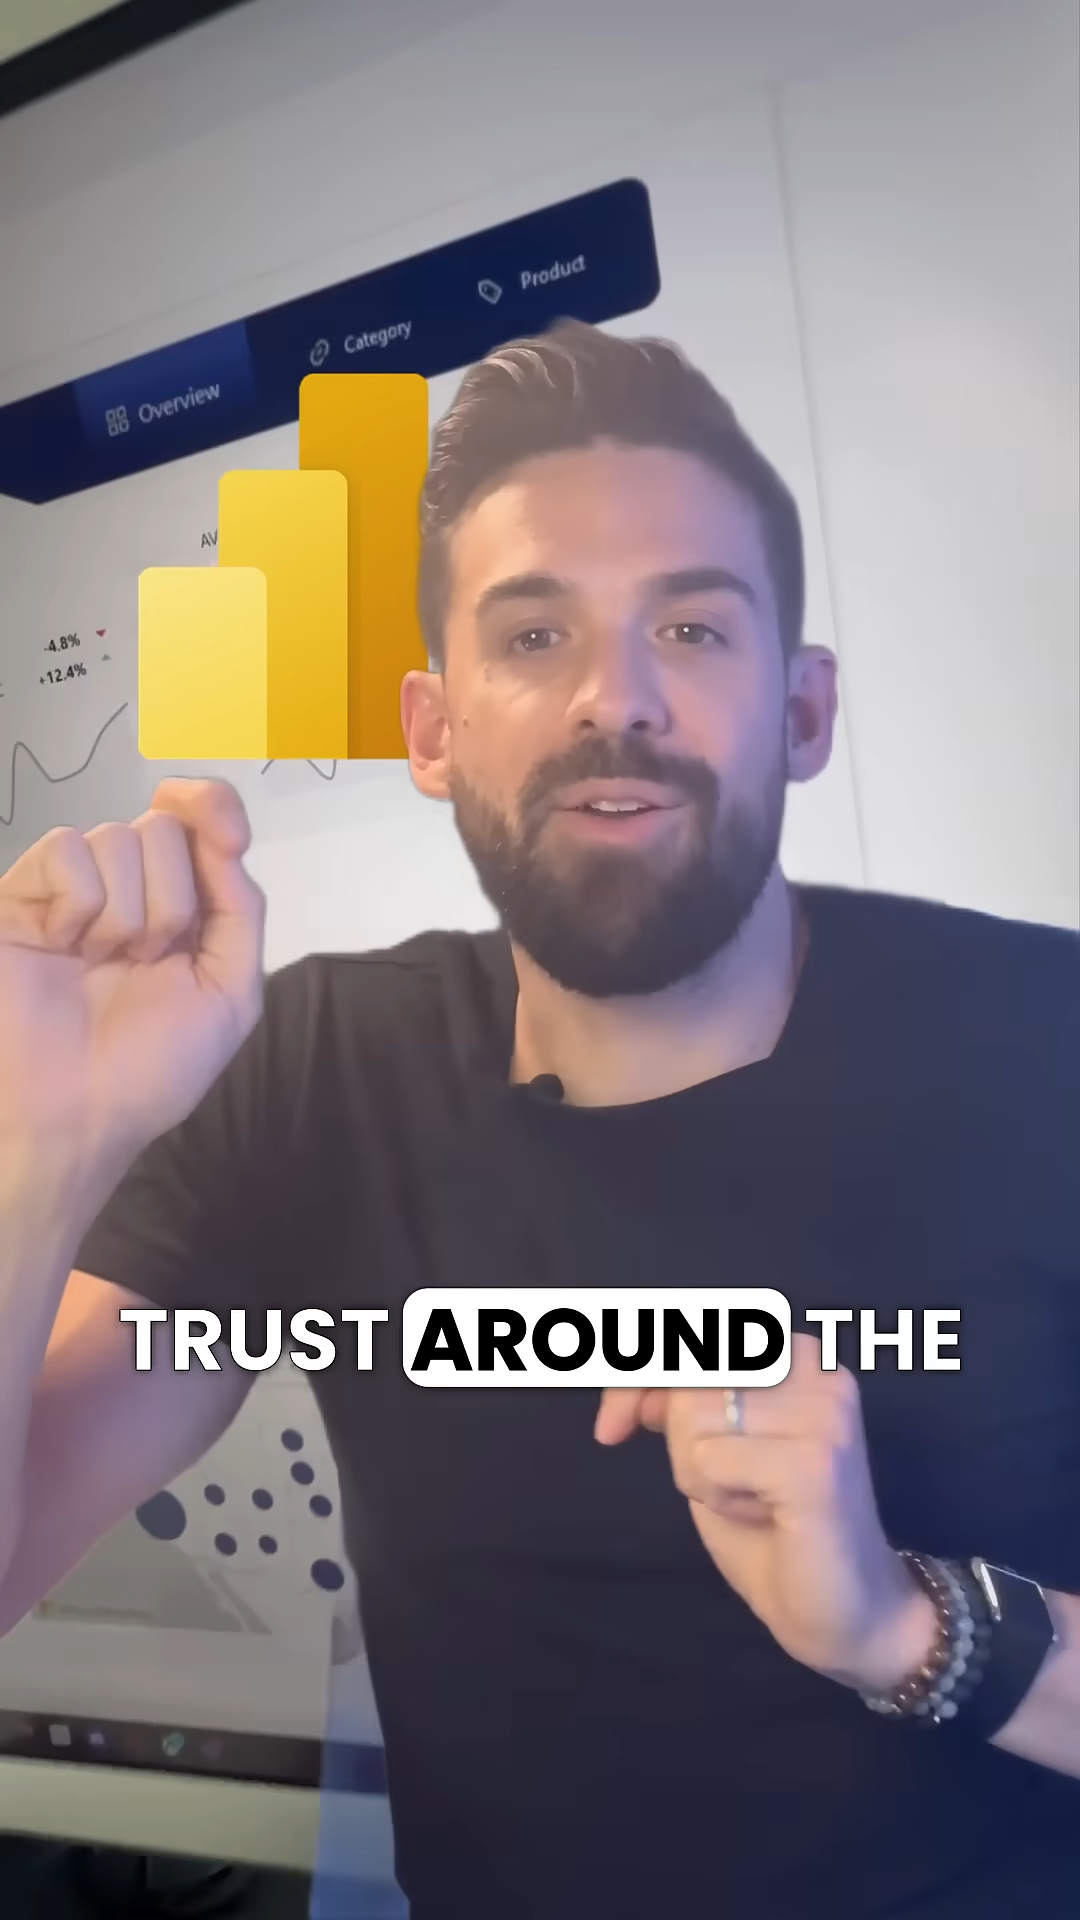 Product
Category
Overview
-4.8%
+12.4%
TRUST AROUND THE